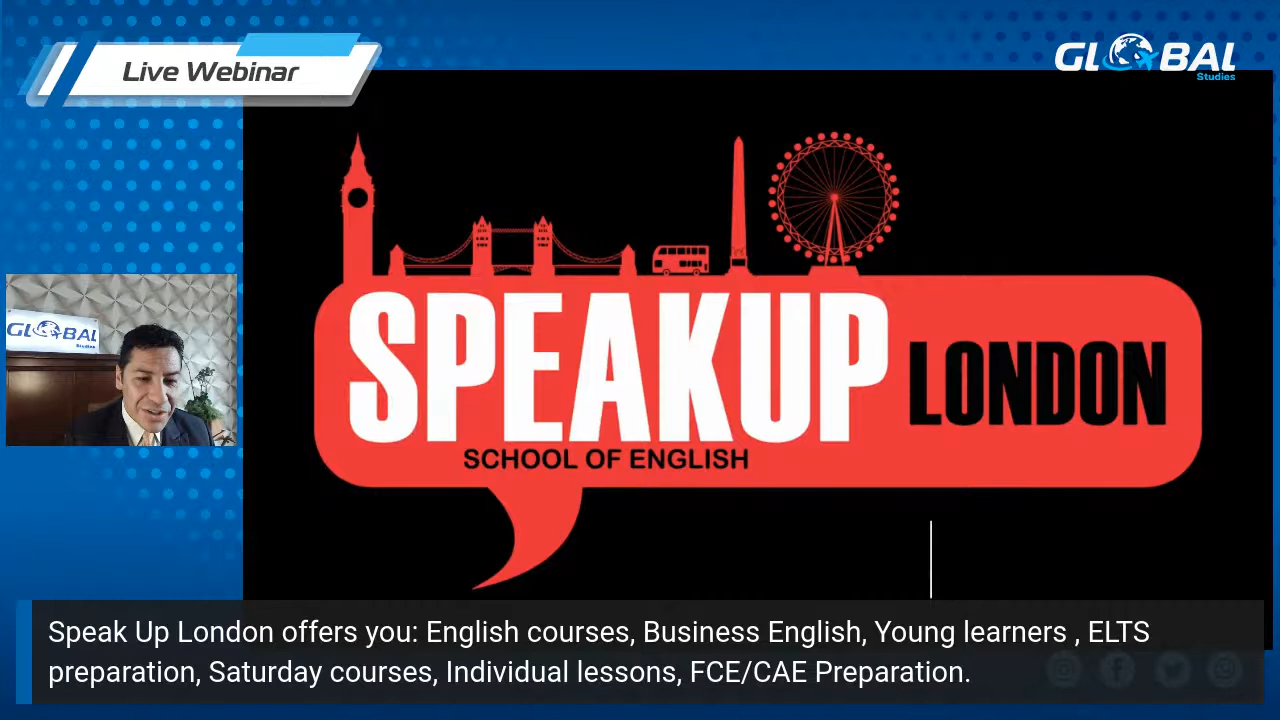 Live Webinar
GLOBAL
Studies
GLOBAL
Studies
SPEAKUP LONDON
SCHOOL OF ENGLISH
Speak Up London offers you: English courses, Business English, Young learners , ELTS
preparation, Saturday courses, Individual lessons, FCE/CAE Preparation.